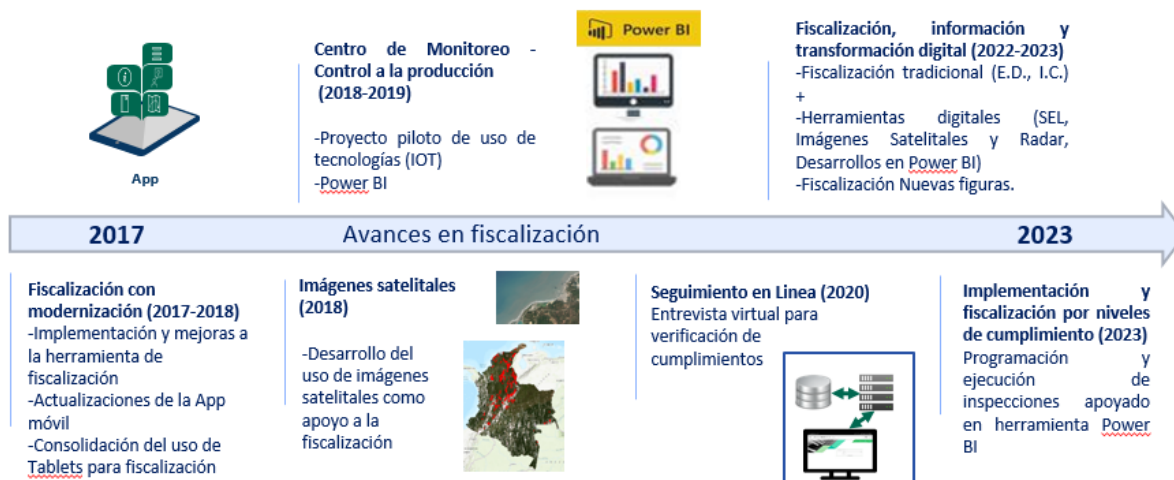 App
Centro de Monitoreo -
Control a la producción
(2018-2019)
-Proyecto piloto de uso de
tecnologías (IOT)
-Power BI
Power BI
Fiscalización, información y
transformación digital (2022-2023)
-Fiscalización tradicional (E.D., I.C.)
+
-Herramientas digitales (SEL,
Imágenes Satelitales y Radar,
Desarrollos en Power BI)
-Fiscalización Nuevas figuras.
2017
Avances en fiscalización
2023
Fiscalización con
modernización (2017-2018)
-Implementación y mejoras a
la herramienta de
fiscalización
-Actualizaciones de la App
móvil
-Consolidación del uso de
Tablets para fiscalización
Imágenes satelitales
(2018)
-Desarrollo del
uso de imágenes
satelitales como
apoyo a la
fiscalización
Seguimiento en Linea (2020)
Entrevista virtual para
verificación de
cumplimientos
Implementación y
fiscalización por niveles
de cumplimiento (2023)
Programación y
ejecución de
inspecciones apoyado
en herramienta Power
BI